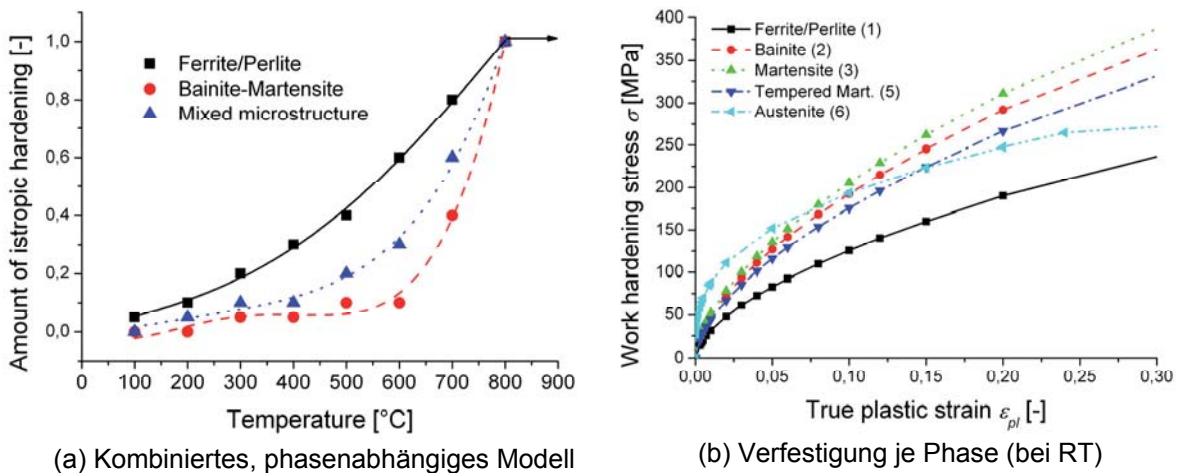 Amount of istropic hardening [-]
1,0
0,8
0,6
0,4
0,2
0,0
Ferrite/Perlite
Bainite-Martensite
Mixed microstructure
0 100 200 300 400 500 600 700 800 900
Temperature [°C]
(a) Kombiniertes, phasenabhängiges Modell
Work hardening stress σ [MPa]
400
350
300
250
200
150
100
50
0
Ferrite/Perlite (1)
Bainite (2)
Martensite (3)
Tempered Mart. (5)
Austenite (6)
0,00 0,05 0,10 0,15 0,20 0,25 0,30
True plastic strain εpl [-]
(b) Verfestigung je Phase (bei RT)